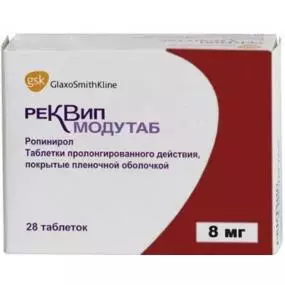 gsk GlaxoSmithKline
РЕКВИП
МОДУТАБ
Ропинирол
Таблетки пролонгированного действия,
покрытые пленочной оболочкой
28 таблеток
8 мг